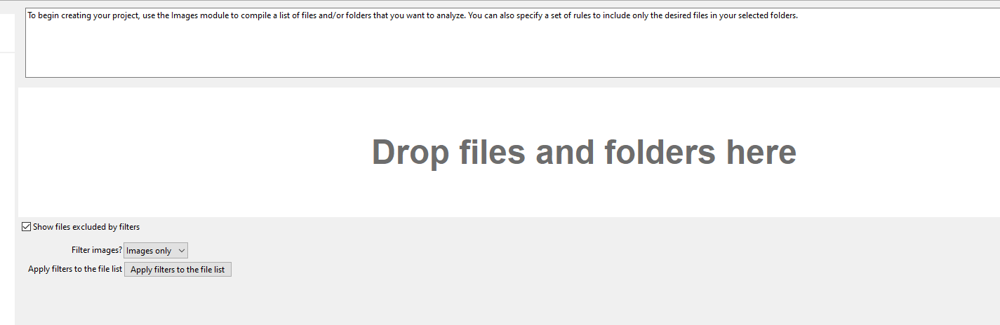 To begin creating your project, use the Images module to compile a list of files and/or folders that you want to analyze. You can also specify a set of rules to include only the desired files in your selected folders.
Drop files and folders here
Show files excluded by filters
Filter images? Images only
Apply filters to the file list Apply filters to the file list